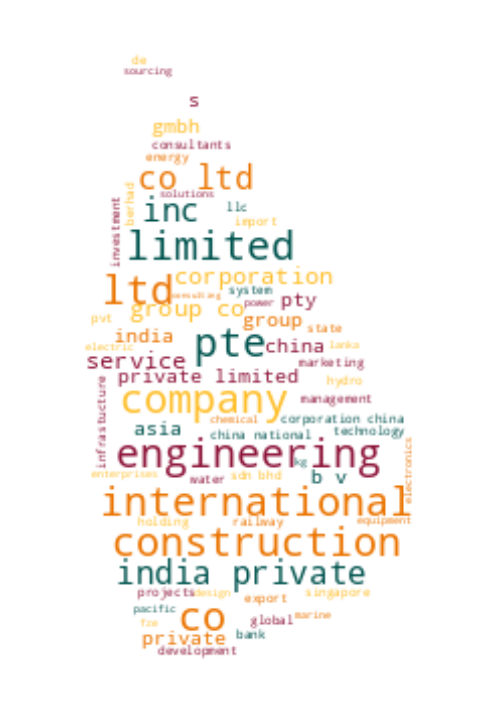 de
sourcing
s
gmbh
consultants
energy
co ltd
solutions
berhad
investment
inc
llc
import
limited
corporation
ltd
consulting
system
power
pty
group co
pvt
group
state
india
pte
china
lanka
electric
service
marketing
private limited
hydro
infrastucture
company
management
chemical
corporation china
asia
china national
technology
engineering
kg
electronics
enterprises
water
sdn bhd
b v
international
holding
railway
equipment
construction
india private
projects
design
export
singapore
pacific
co
global
marine
fze
private
bank
development